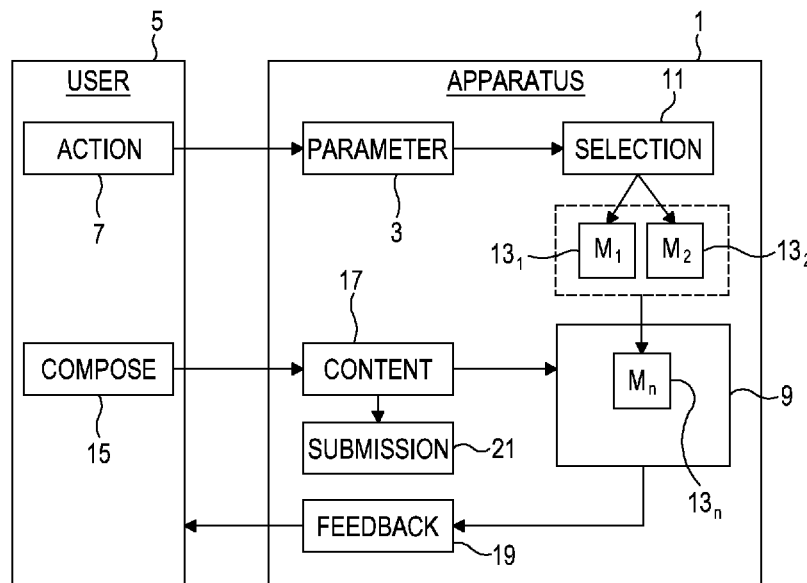 5
1
USER
APPARATUS
11
ACTION
PARAMETER
SELECTION
7
3
13₁
M₁
M₂
13₂
17
COMPOSE
CONTENT
Mₙ
9
15
SUBMISSION
21
13ₙ
FEEDBACK
19